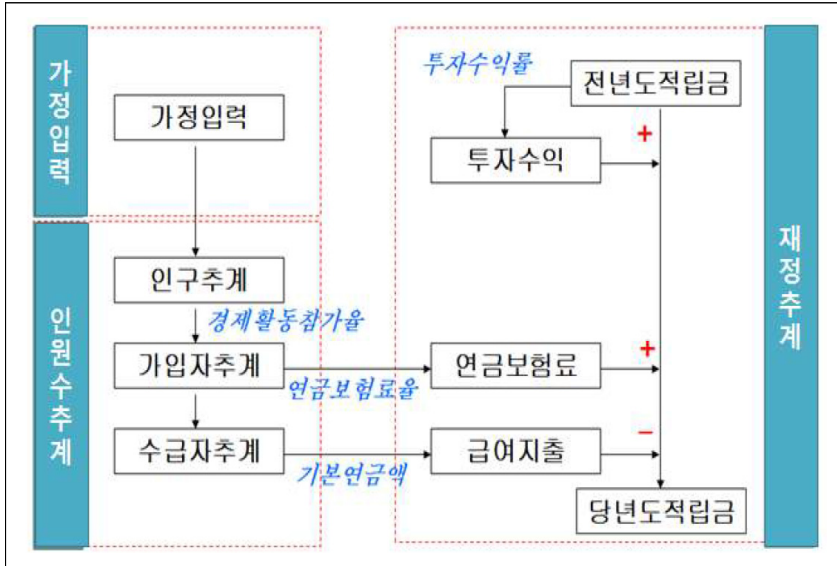 가정입력
가정입력
인원수추계
인구추계
경제활동참가율
가입자추계
연금보험료율
수급자추계
기본연금액
투자수익률
전년도적립금
+
투자수익
+
연금보험료
−
급여지출
당년도적립금
재정추계